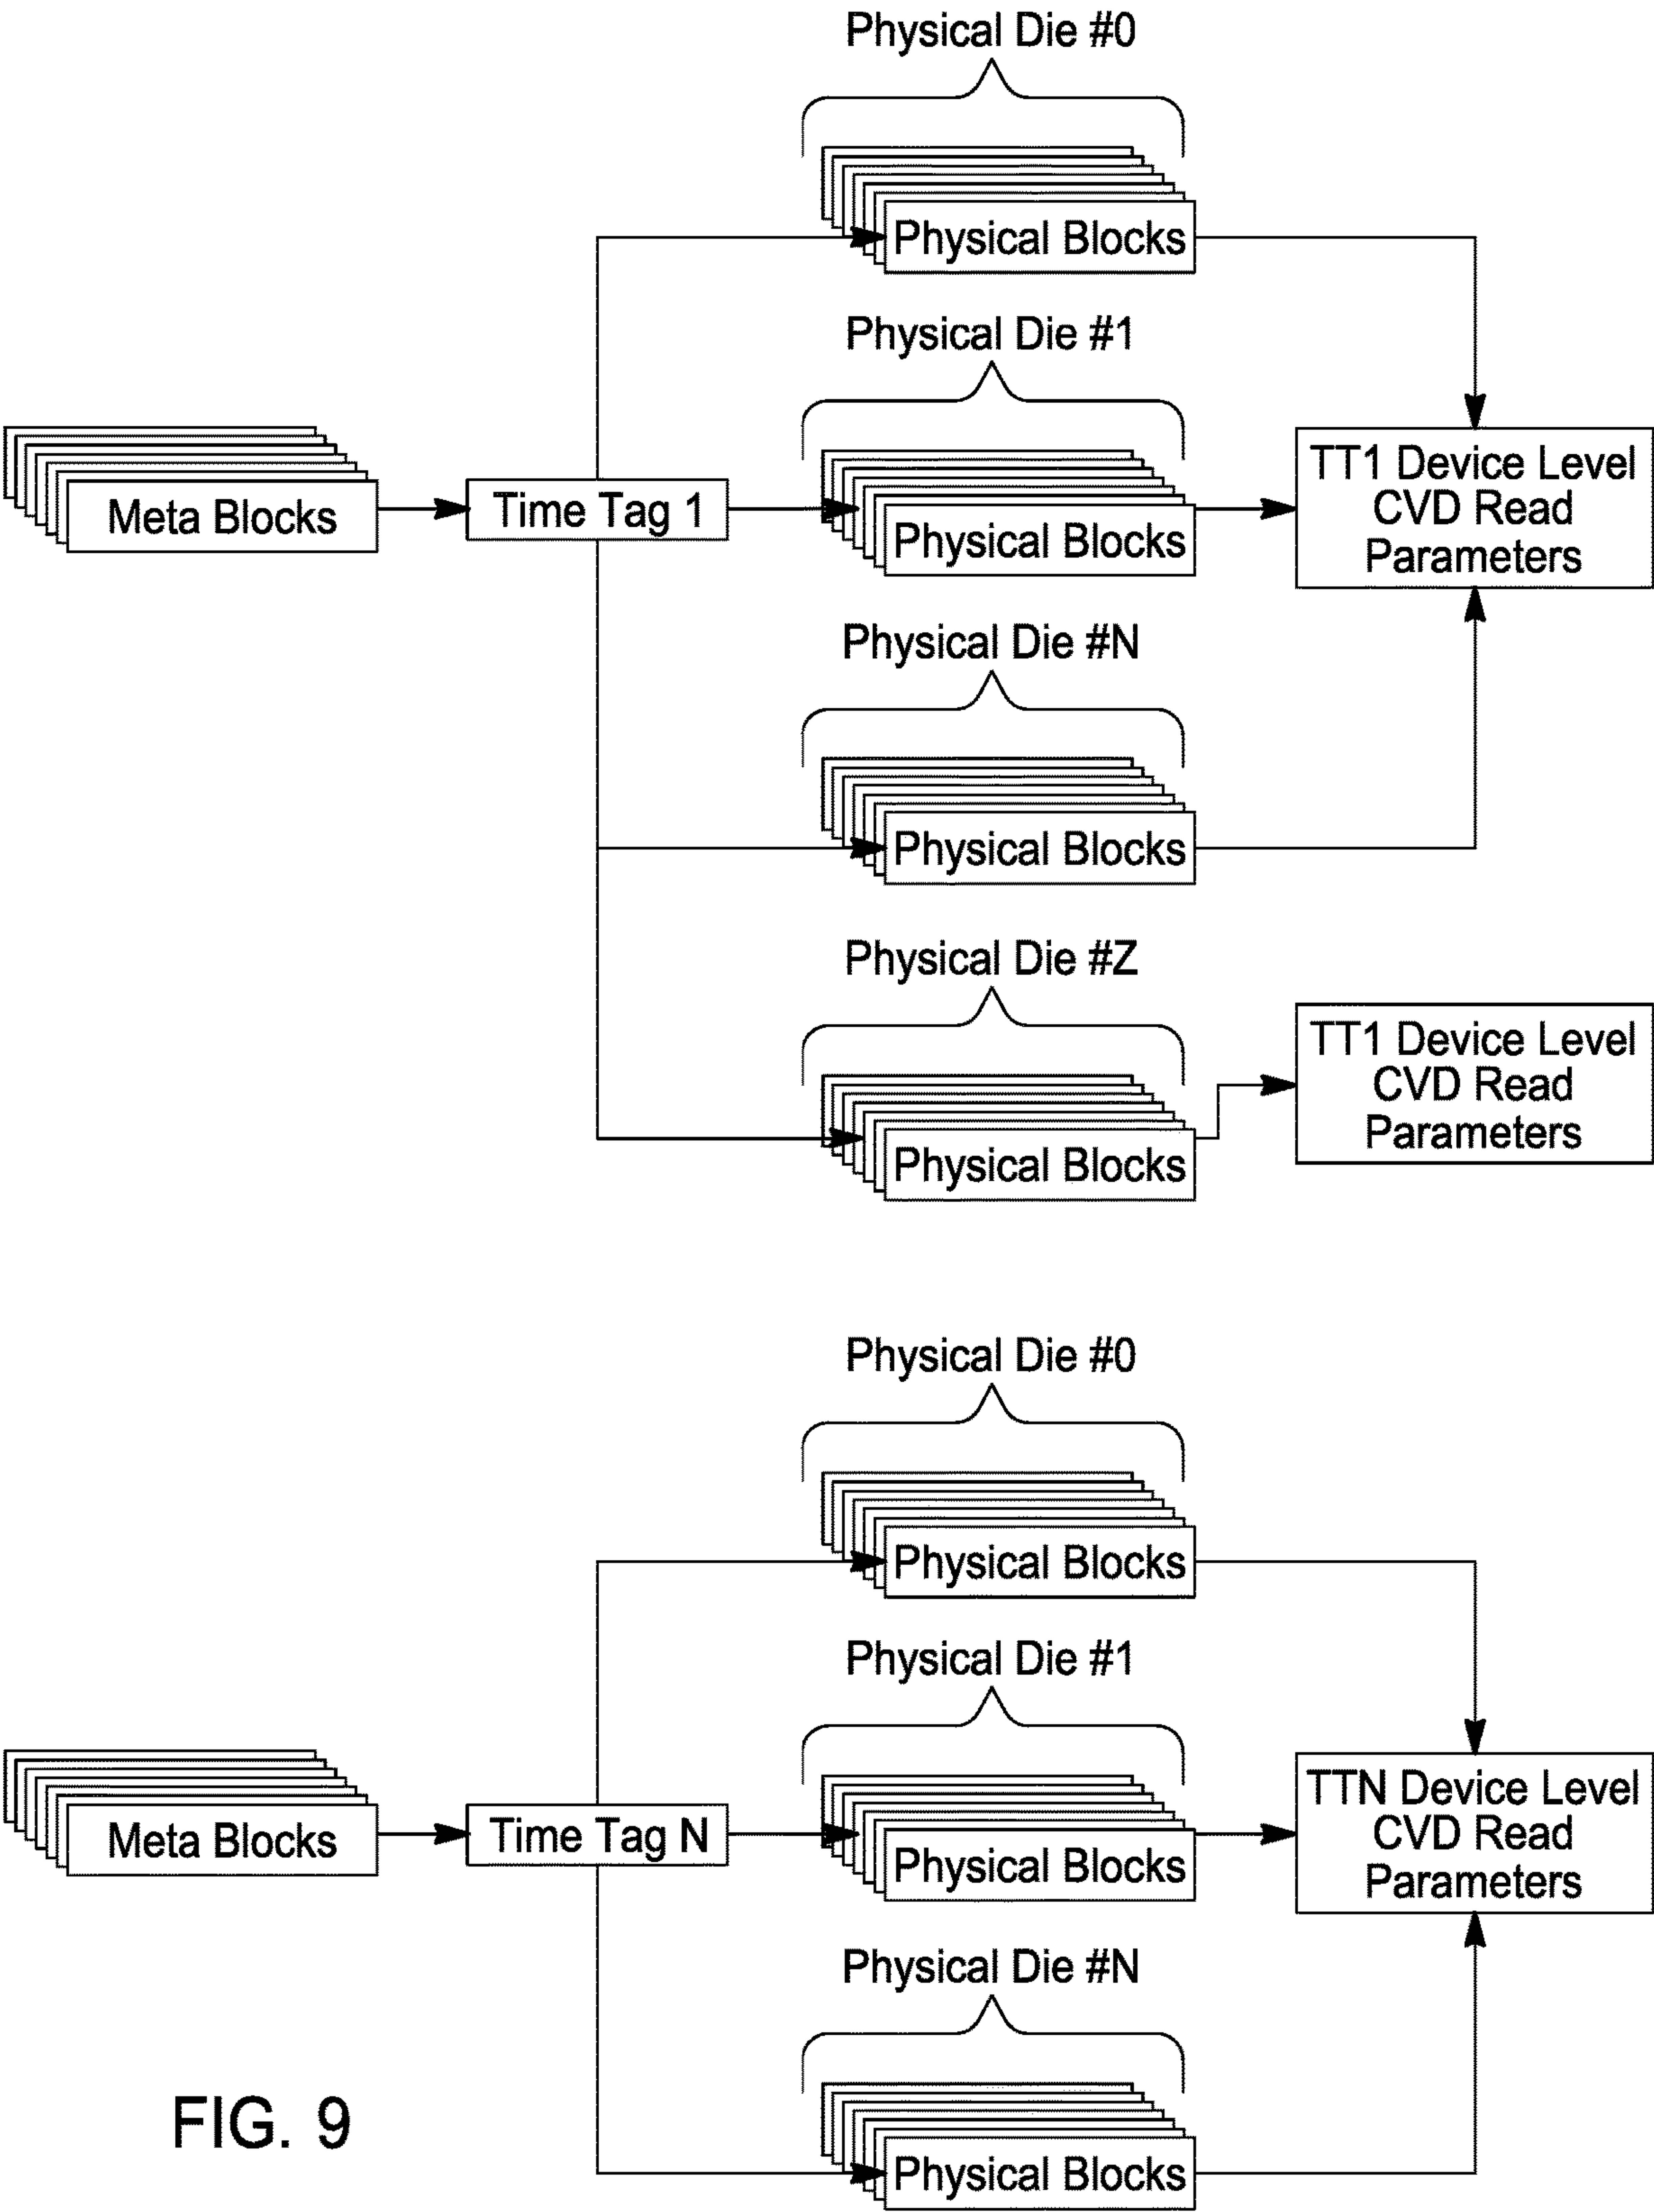 Physical Die #0
Physical Blocks
Physical Die #1
Meta Blocks
Time Tag 1
Physical Blocks
TT1 Device Level
CVD Read
Parameters
Physical Die #N
Physical Blocks
Physical Die #Z
Physical Blocks
TT1 Device Level
CVD Read
Parameters
Physical Die #0
Physical Blocks
Physical Die #1
Meta Blocks
Time Tag N
Physical Blocks
TTN Device Level
CVD Read
Parameters
Physical Die #N
Physical Blocks
FIG. 9